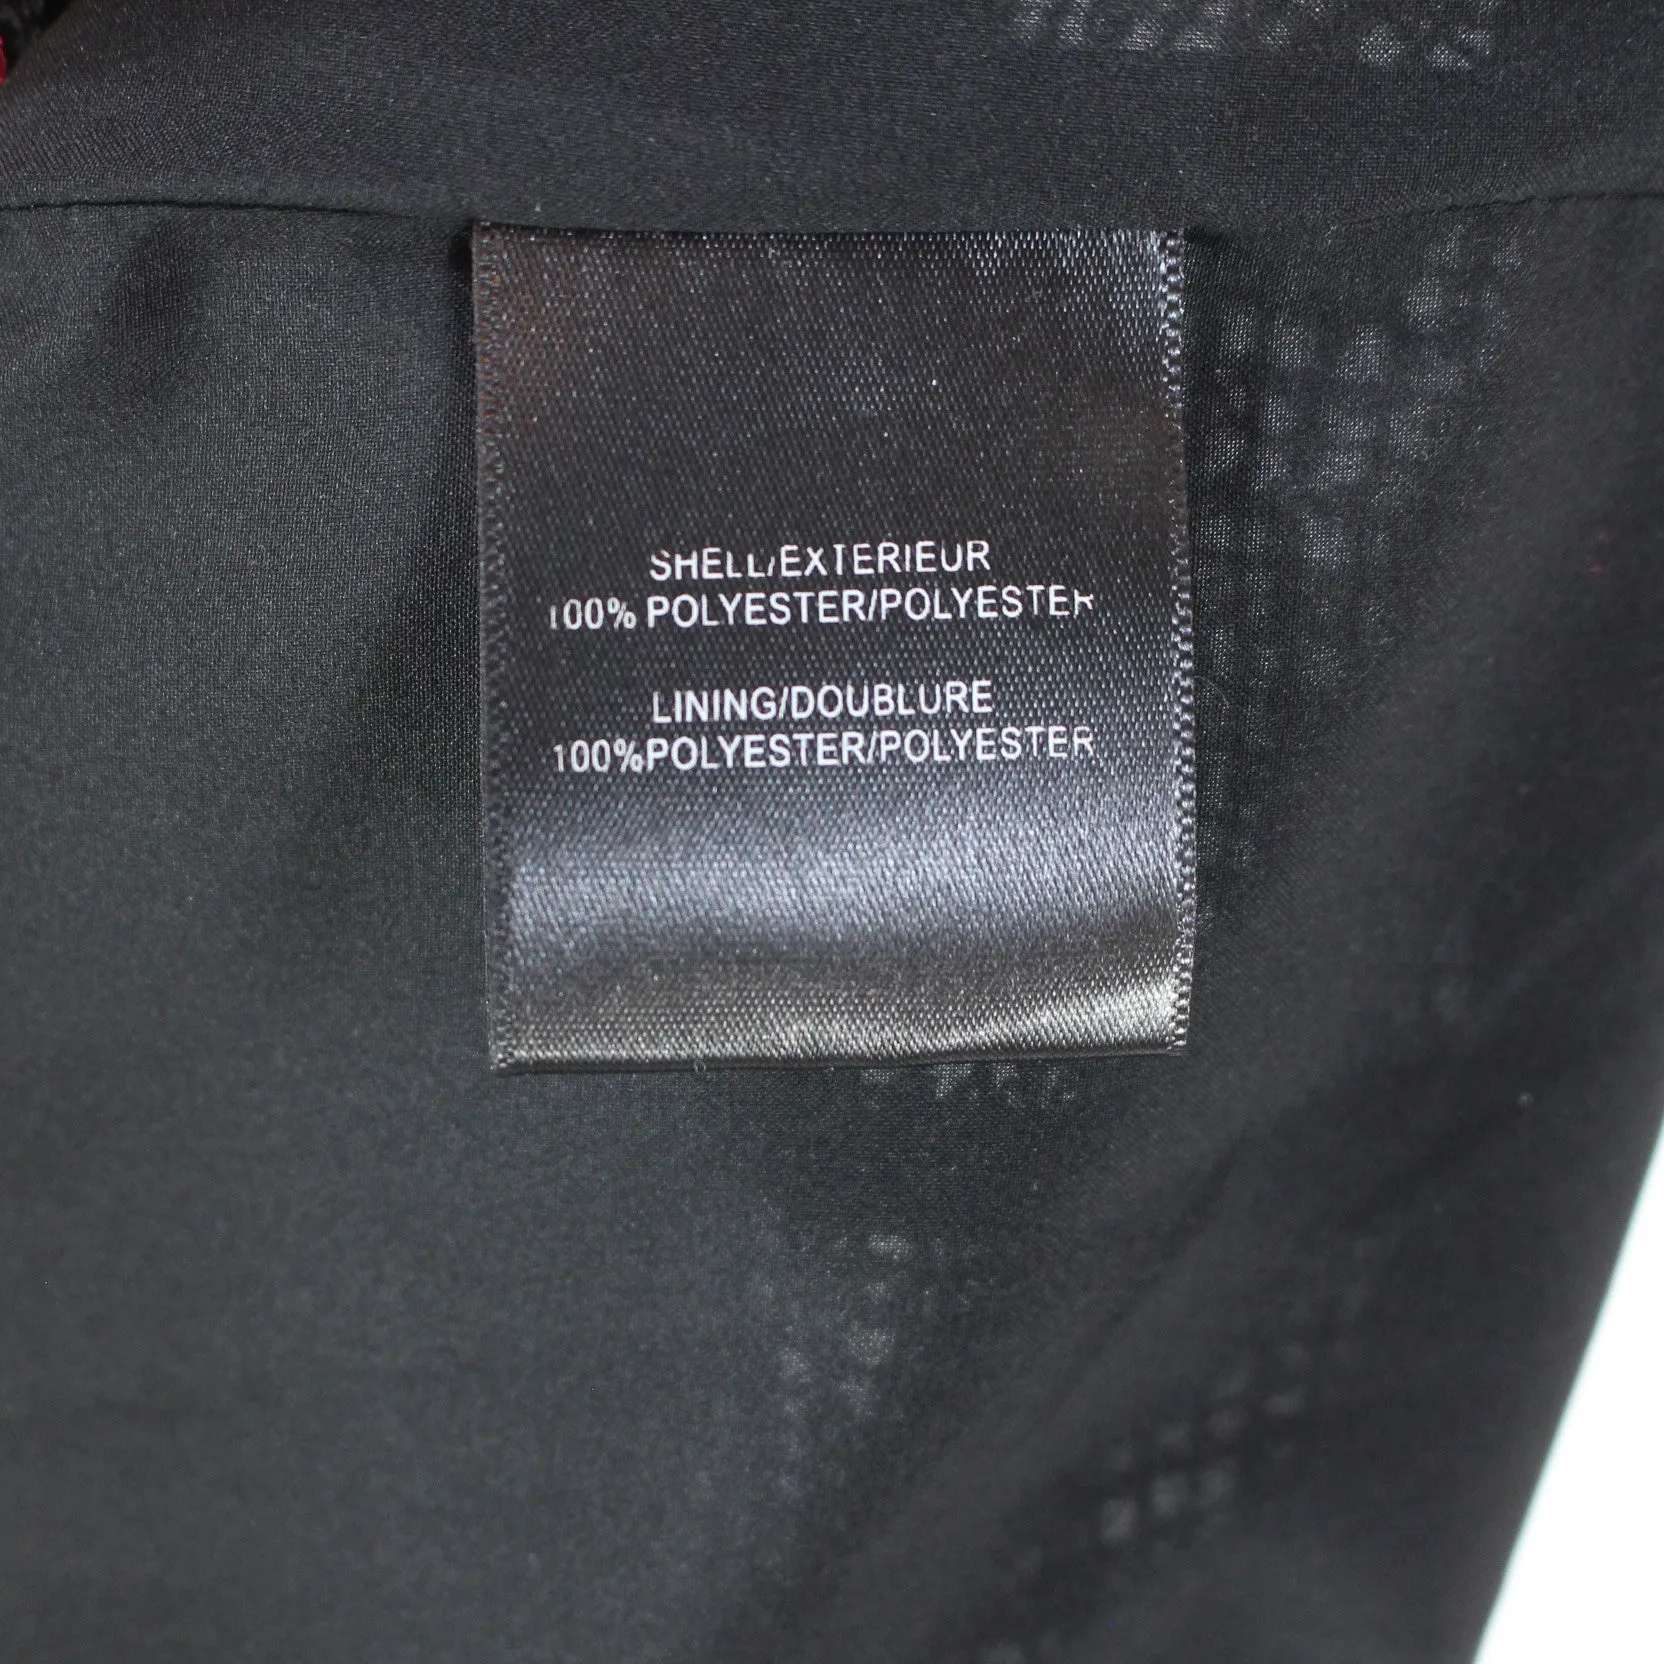 SHELL/EXTERIEUR
100% POLYESTER/POLYESTER
LINING/DOUBLURE
100%POLYESTER/POLYESTER